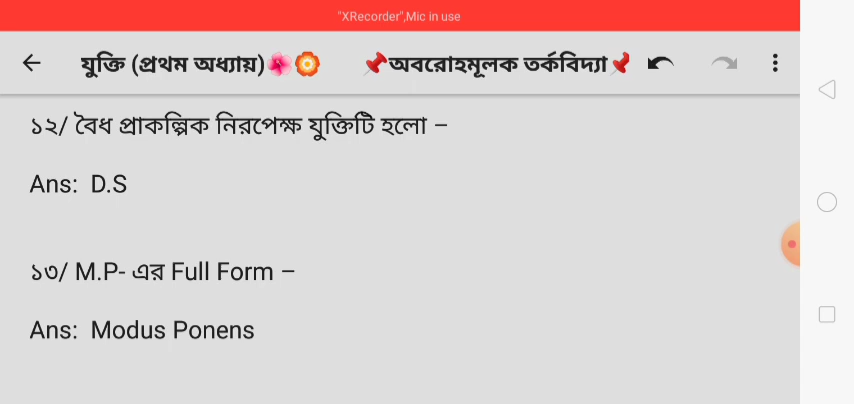 "XRecorder",Mic in use
যুক্তি (প্রথম অধ্যায়)🌺🏵️ 📌অবরোহমূলক তর্কবিদ্যা📌
১২/ বৈধ প্রাকল্পিক নিরপেক্ষ যুক্তিটি হলো –
Ans: D.S
১৩/ M.P- এর Full Form –
Ans: Modus Ponens